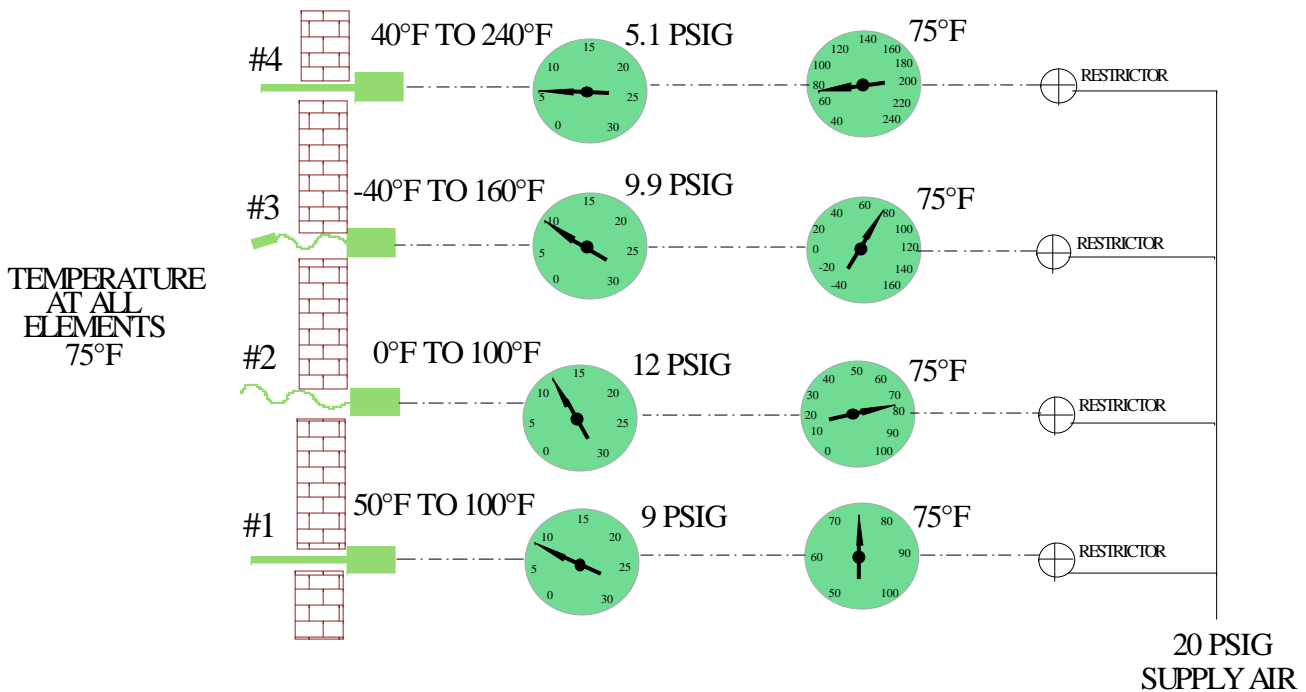 #4
40°F TO 240°F
5.1 PSIG
75°F
0 5 10 15 20 25 30
40 60 80 100 120 140 160 180 200 220 240
RESTRICTOR
#3
-40°F TO 160°F
9.9 PSIG
75°F
0 5 10 15 20 25 30
-40 -20 0 20 40 60 80 100 120 140 160
RESTRICTOR
TEMPERATURE
AT ALL
ELEMENTS
75°F
#2
0°F TO 100°F
12 PSIG
75°F
0 5 10 15 20 25 30
0 10 20 30 40 50 60 70 80 90 100
RESTRICTOR
#1
50°F TO 100°F
9 PSIG
75°F
0 5 10 15 20 25 30
50 60 70 80 90 100
RESTRICTOR
20 PSIG
SUPPLY AIR